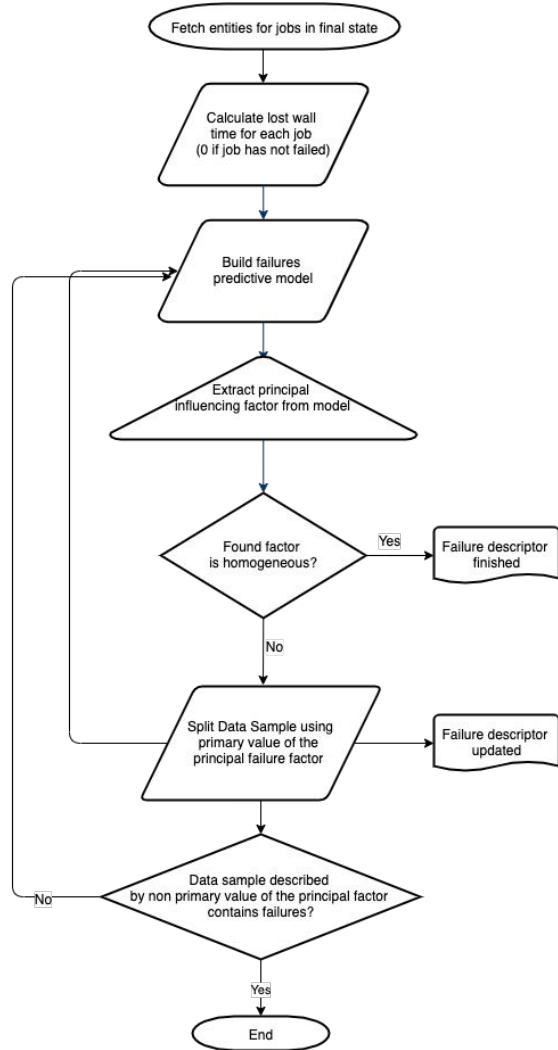 Fetch entities for jobs in final state
Calculate lost wall
time for each job
(0 if job has not failed)
Build failures
predictive model
Extract principal
influencing factor from model
Found factor
is homogeneous?
Yes
Failure descriptor
finished
No
Split Data Sample using
primary value of the
principal failure factor
Failure descriptor
updated
Data sample described
by non primary value of the principal factor
contains failures?
No
Yes
End